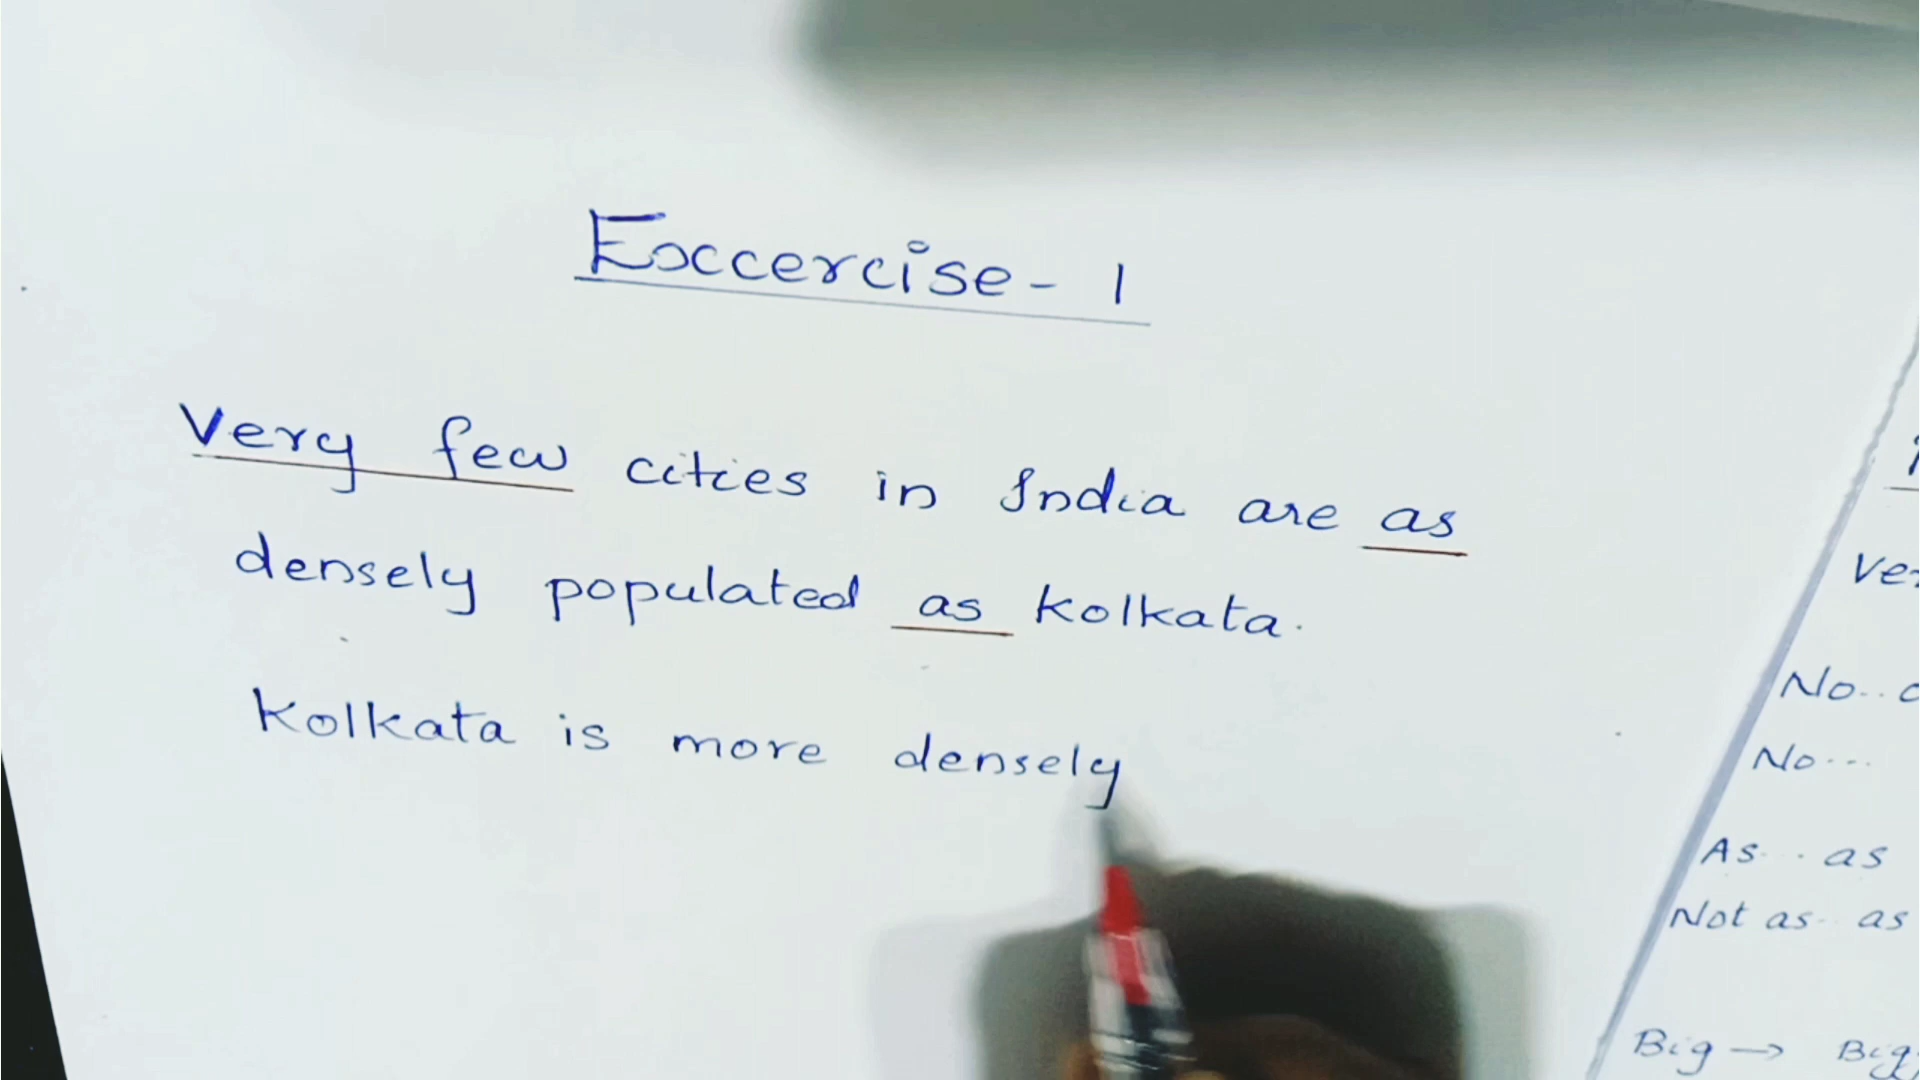 Exccercise - 1
Very few cities in India are as
densely populated as Kolkata.
Kolkata is more densely
No..
No...
As.. as
Not as.. as
Big →